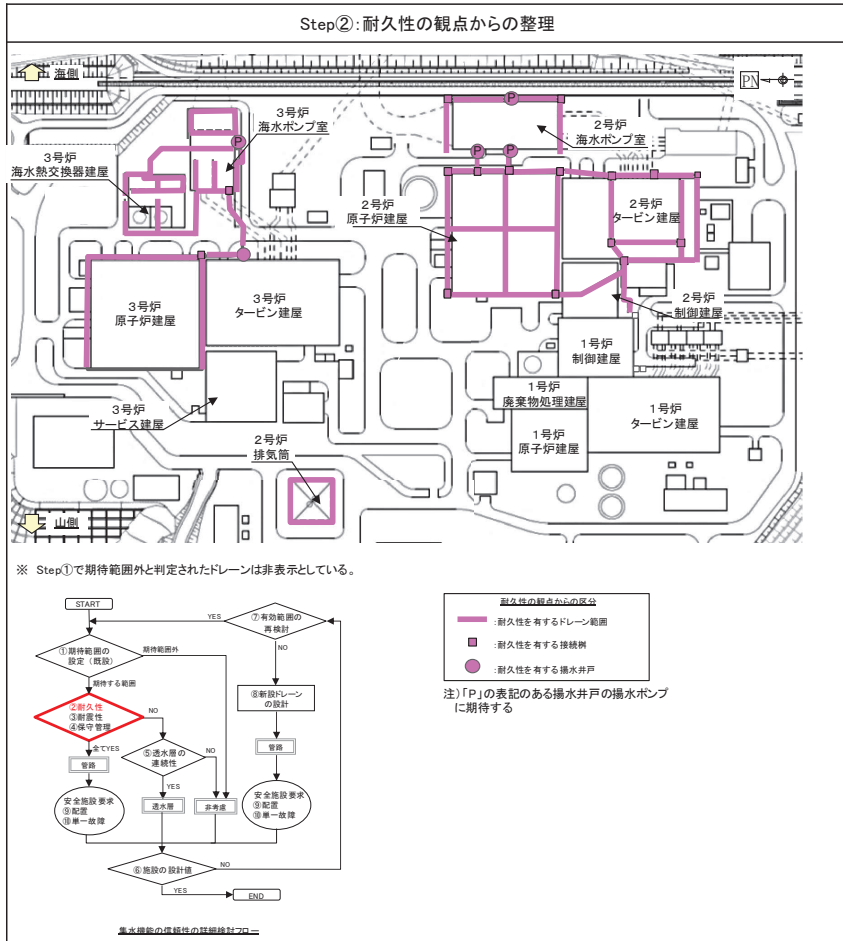 Step②:耐久性の観点からの整理
海側
PN
3号炉
海水ポンプ室
3号炉
海水熱交換器建屋
P
P
2号炉
海水ポンプ室
P
P
2号炉
原子炉建屋
2号炉
タービン建屋
3号炉
原子炉建屋
3号炉
タービン建屋
2号炉
制御建屋
1号炉
制御建屋
1号炉
廃棄物処理建屋
1号炉
タービン建屋
1号炉
原子炉建屋
3号炉
サービス建屋
2号炉
排気筒
山側
※ Step①で期待範囲外と判定されたドレーンは非表示としている。
START
YES
⑦有効範囲の
再検討
①期待範囲の
設定(既設)
期待範囲外
NO
期待する範囲
⑧新設ドレーン
の設計
②耐久性
③耐震性
④保守管理
NO
全てYES
⑤透水層の
連続性
NO
管路
管路
YES
安全施設要求
⑨配置
⑩単一故障
透水層
非考慮
安全施設要求
⑨配置
⑩単一故障
⑥施設の設計値
NO
YES
END
集水機能の信頼性の詳細検討フロー
耐久性の観点からの区分
:耐久性を有するドレーン範囲
:耐久性を有する接続桝
:耐久性を有する揚水井戸
注)「P」の表記のある揚水井戸の揚水ポンプ
に期待する